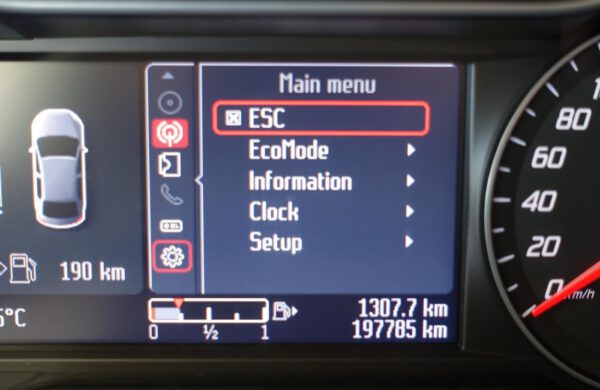 Main menu
ESC
EcoMode
Information
Clock
Setup
190 km
°C
0 ½ 1
1307.7 km
197785 km
80
60
40
20
0
km/h